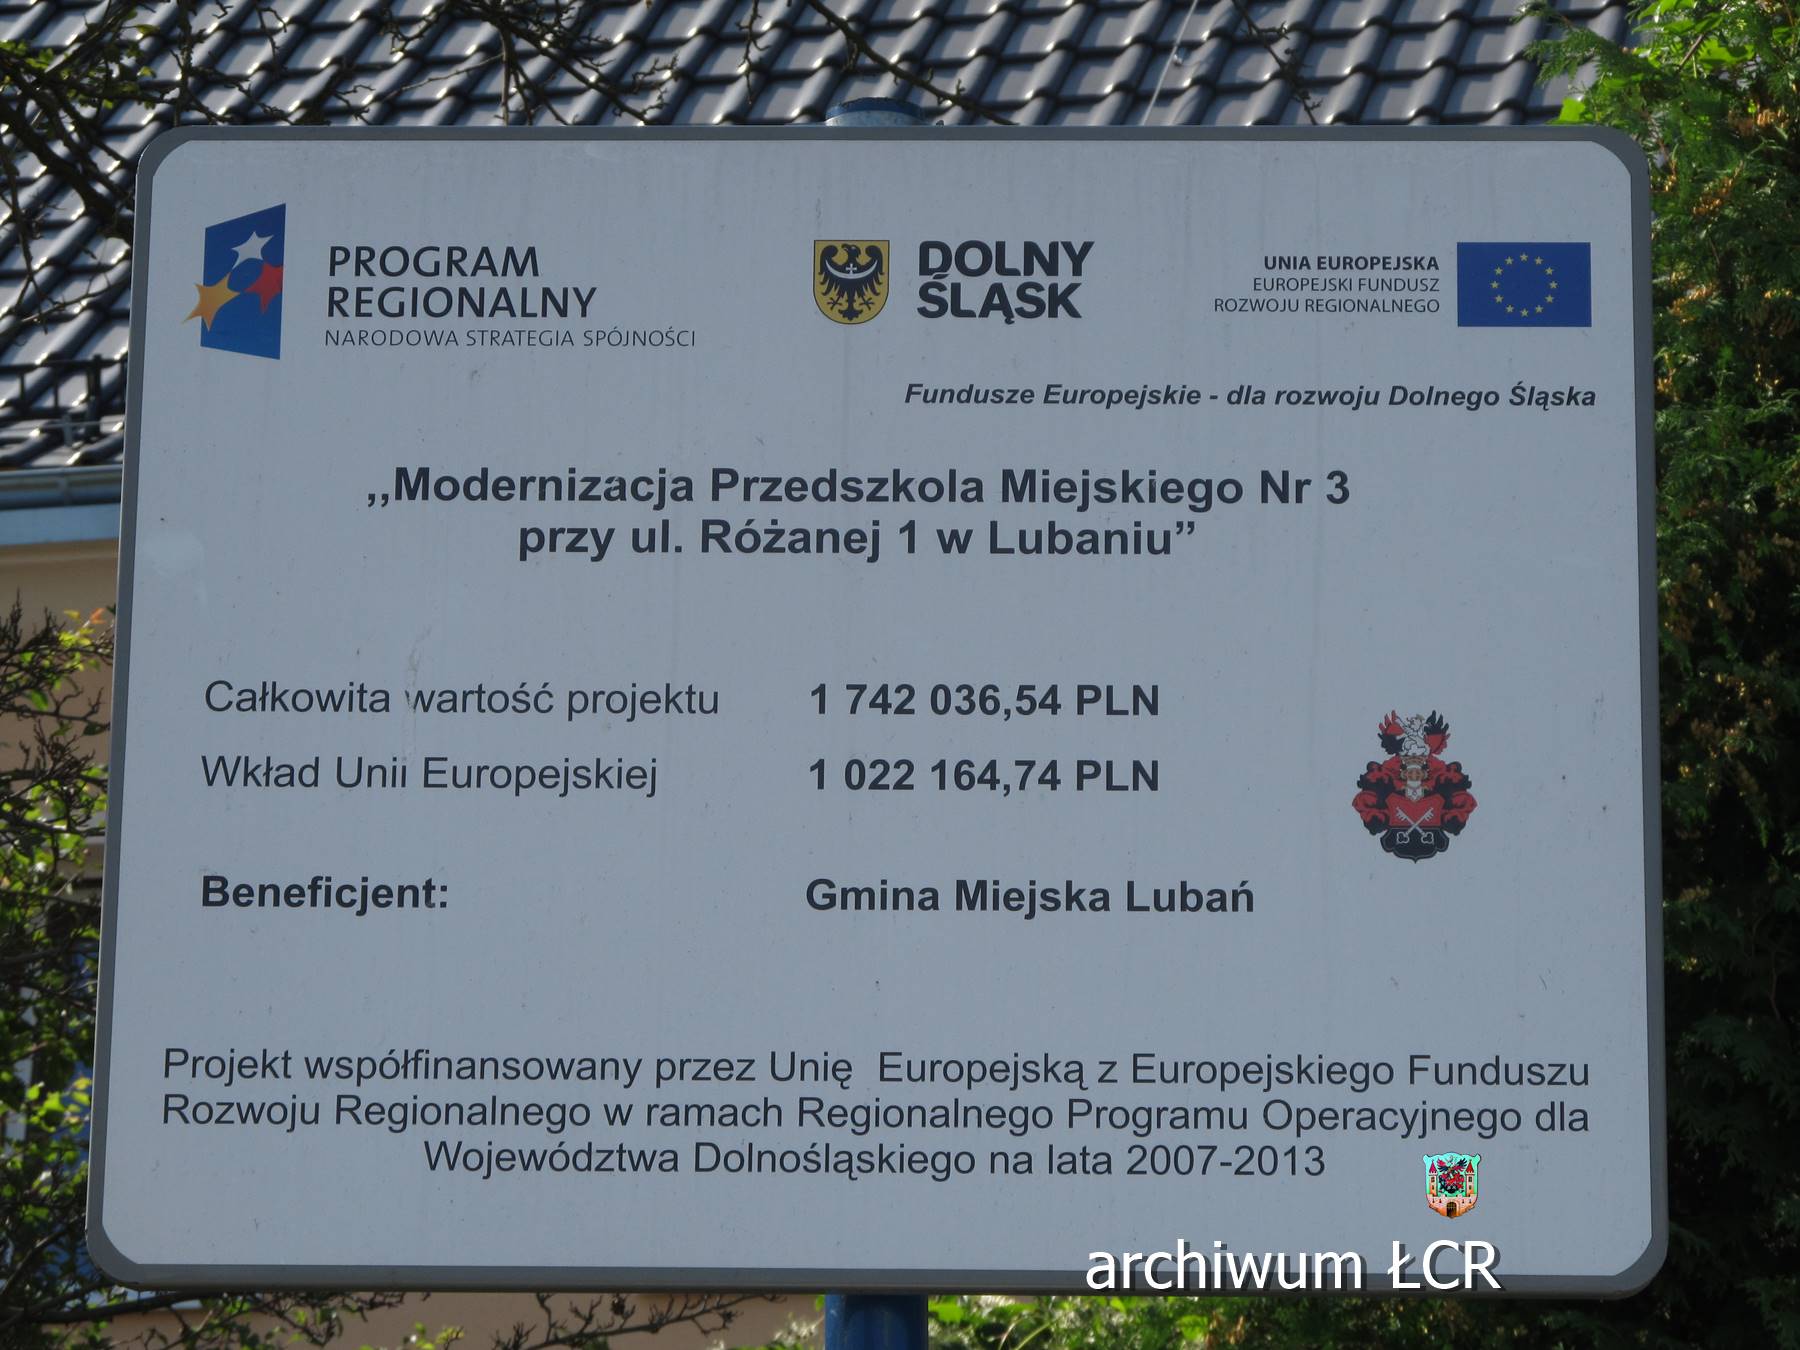 PROGRAM
REGIONALNY
NARODOWA STRATEGIA SPÓJNOŚCI
DOLNY
ŚLĄSK
UNIA EUROPEJSKA
EUROPEJSKI FUNDUSZ
ROZWOJU REGIONALNEGO
Fundusze Europejskie - dla rozwoju Dolnego Śląska
,,Modernizacja Przedszkola Miejskiego Nr 3
przy ul. Różanej 1 w Lubaniu”
Całkowita wartość projektu 1 742 036,54 PLN
Wkład Unii Europejskiej 1 022 164,74 PLN
Beneficjent: Gmina Miejska Lubań
Projekt współfinansowany przez Unię Europejską z Europejskiego Funduszu
Rozwoju Regionalnego w ramach Regionalnego Programu Operacyjnego dla
Województwa Dolnośląskiego na lata 2007-2013
archiwum ŁCR